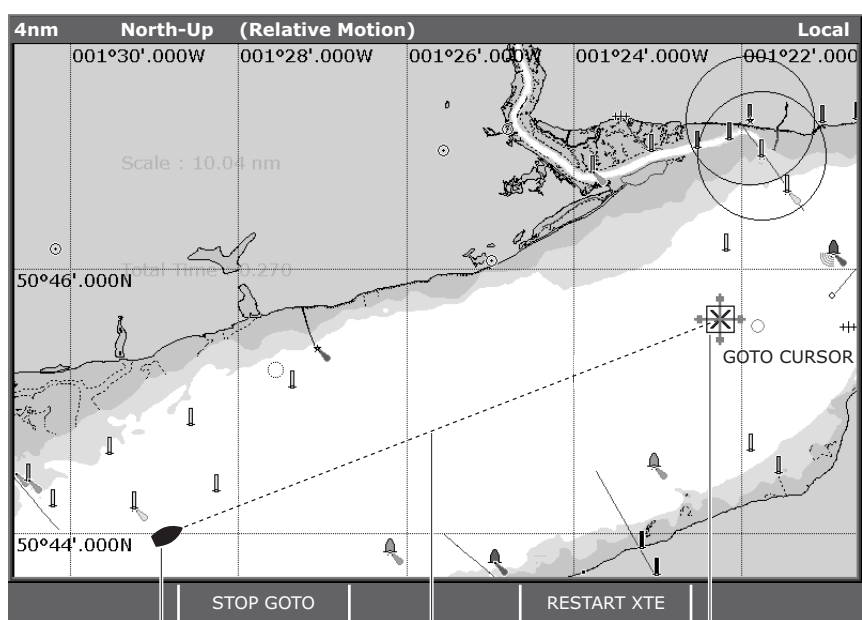 4nm North-Up (Relative Motion) Local
001°30'.000W 001°28'.000W 001°26'.000W 001°24'.000W 001°22'.000
Scale : 10.04 nm
Total Time : 0.270
50°46'.000N
GOTO CURSOR
50°44'.000N
STOP GOTO RESTART XTE